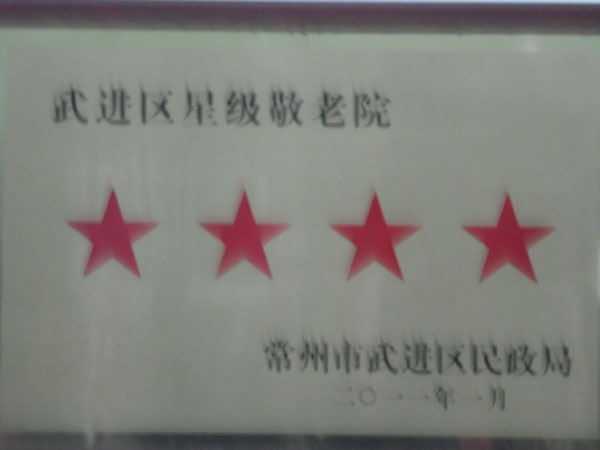 武进区星级敬老院
常州市武进区民政局
二〇一一年一月